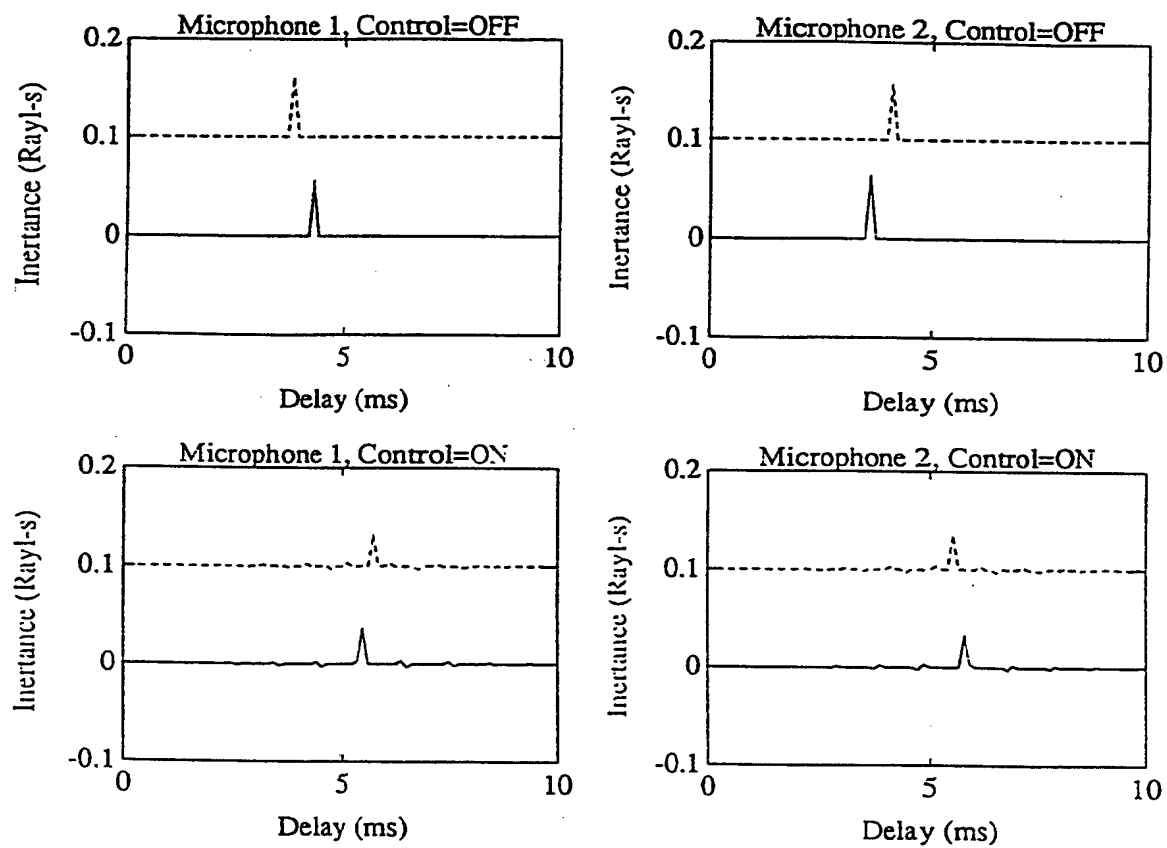 Microphone 1, Control=OFF
0.2
0.1
0
-0.1
Inertance (Rayl-s)
0
5
10
Delay (ms)
Microphone 2, Control=OFF
0.2
0.1
0
-0.1
Inertance (Rayl-s)
0
5
10
Delay (ms)
Microphone 1, Control=ON
0.2
0.1
0
-0.1
Inertance (Rayl-s)
0
5
10
Delay (ms)
Microphone 2, Control=ON
0.2
0.1
0
-0.1
Inertance (Rayl-s)
0
5
10
Delay (ms)